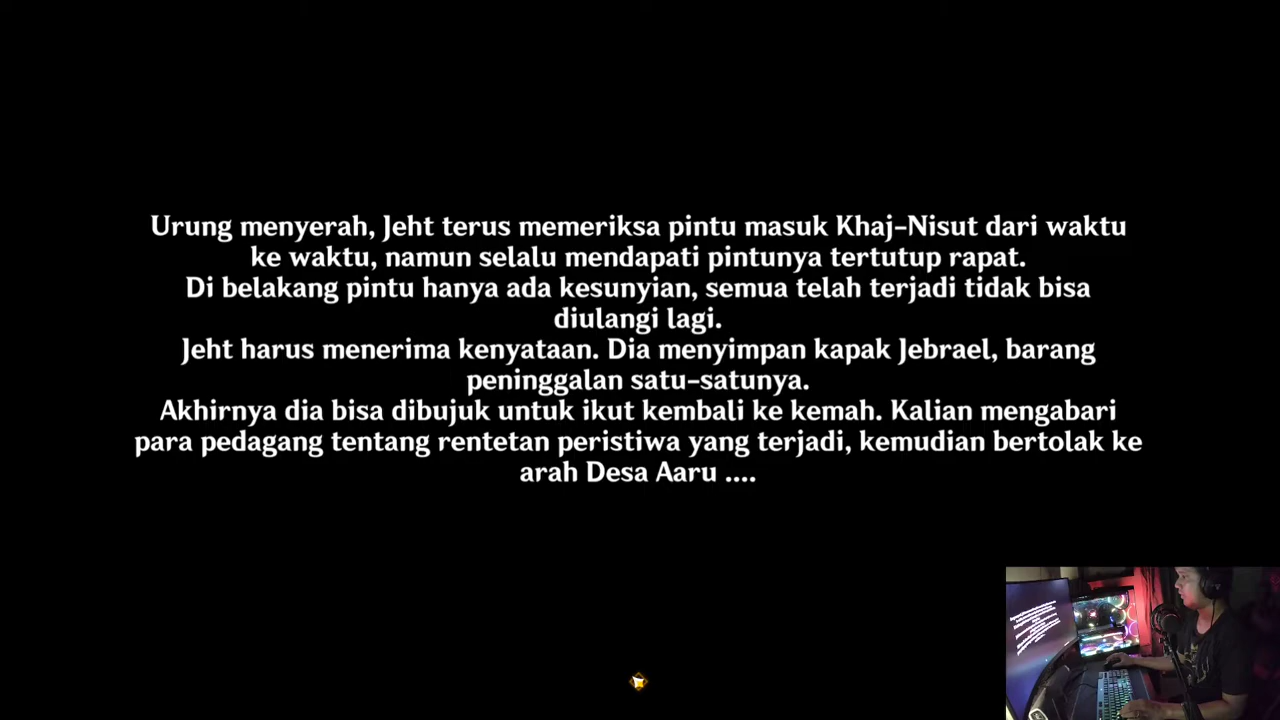 Urung menyerah, Jeht terus memeriksa pintu masuk Khaj-Nisut dari waktu
ke waktu, namun selalu mendapati pintunya tertutup rapat.
Di belakang pintu hanya ada kesunyian, semua telah terjadi tidak bisa
diulangi lagi.
Jeht harus menerima kenyataan. Dia menyimpan kapak Jebrael, barang
peninggalan satu-satunya.
Akhirnya dia bisa dibujuk untuk ikut kembali ke kemah. Kalian mengabari
para pedagang tentang rentetan peristiwa yang terjadi, kemudian bertolak ke
arah Desa Aaru ....